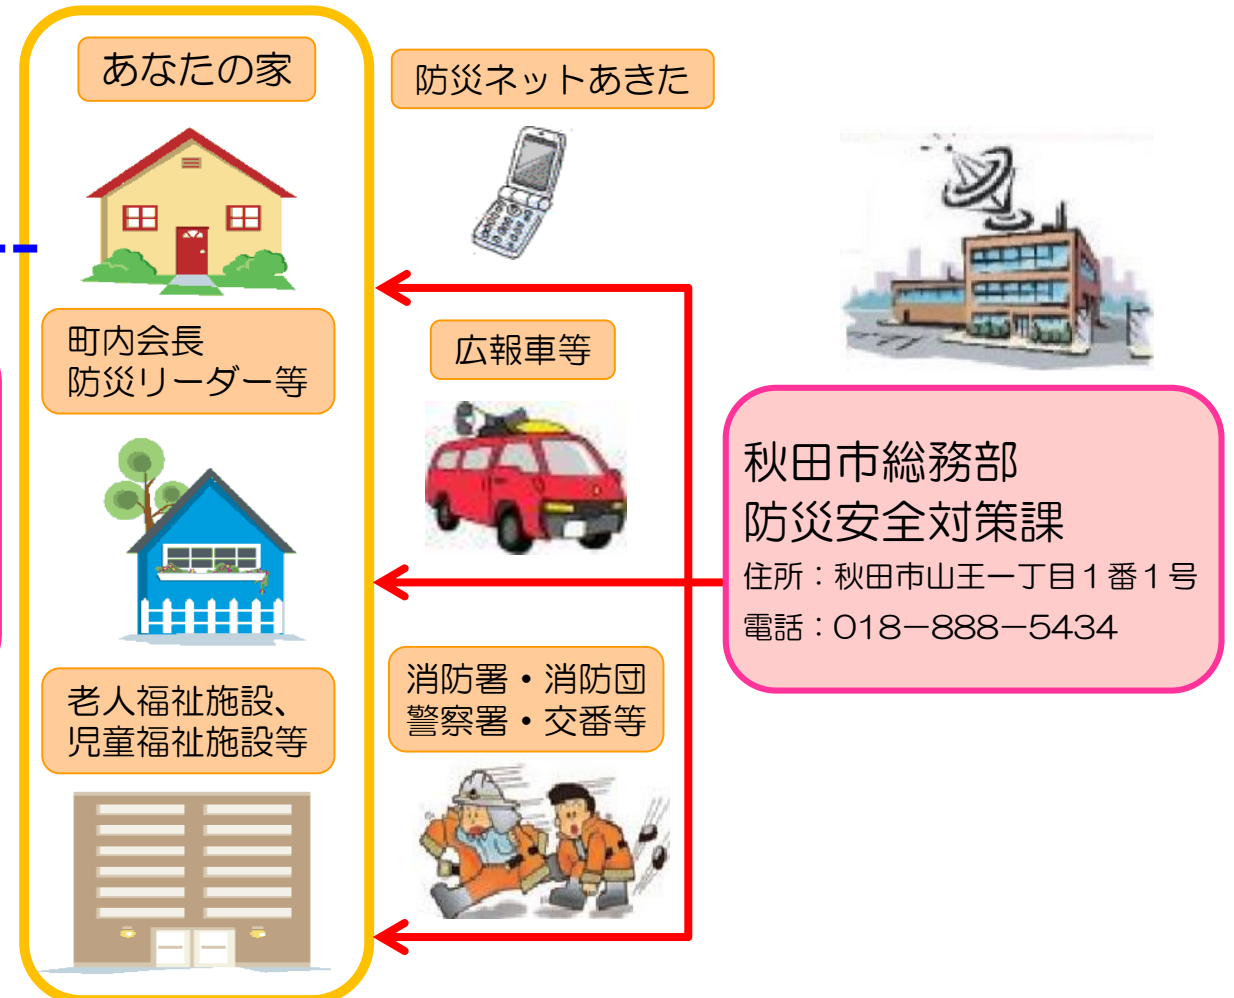 あなたの家
町内会長
防災リーダー等
老人福祉施設、
児童福祉施設等
防災ネットあきた
広報車等
消防署・消防団
警察署・交番等
秋田市総務部
防災安全対策課
住所：秋田市山王一丁目１番１号
電話：018－888－5434